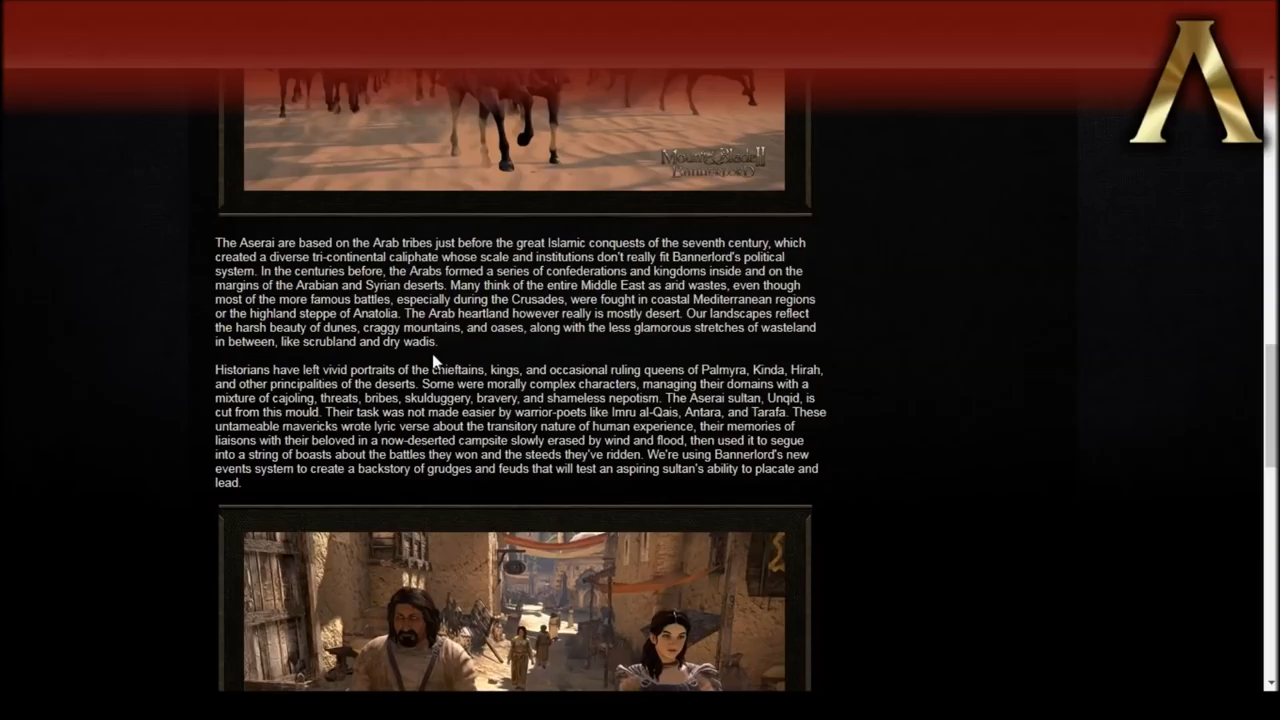 Mount & Blade II
Bannerlord
The Aserai are based on the Arab tribes just before the great Islamic conquests of the seventh century, which
created a diverse tri-continental caliphate whose scale and institutions don't really fit Bannerlord's political
system. In the centuries before, the Arabs formed a series of confederations and kingdoms inside and on the
margins of the Arabian and Syrian deserts. Many think of the entire Middle East as arid wastes, even though
most of the more famous battles, especially during the Crusades, were fought in coastal Mediterranean regions
or the highland steppe of Anatolia. The Arab heartland however really is mostly desert. Our landscapes reflect
the harsh beauty of dunes, craggy mountains, and oases, along with the less glamorous stretches of wasteland
in between, like scrubland and dry wadis.
Historians have left vivid portraits of the chieftains, kings, and occasional ruling queens of Palmyra, Kinda, Hirah,
and other principalities of the deserts. Some were morally complex characters, managing their domains with a
mixture of cajoling, threats, bribes, skulduggery, bravery, and shameless nepotism. The Aserai sultan, Unqid, is
cut from this mould. Their task was not made easier by warrior-poets like Imru al-Qais, Antara, and Tarafa. These
untameable mavericks wrote lyric verse about the transitory nature of human experience, their memories of
liaisons with their beloved in a now-deserted campsite slowly erased by wind and flood, then used it to segue
into a string of boasts about the battles they won and the steeds they've ridden. We're using Bannerlord's new
events system to create a backstory of grudges and feuds that will test an aspiring sultan's ability to placate and
lead.